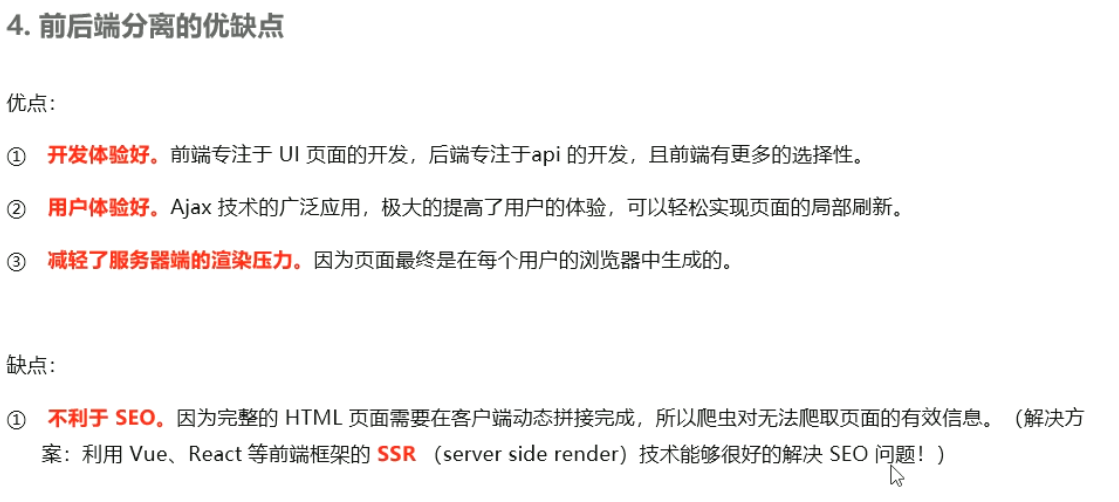 4. 前后端分离的优缺点
优点：
① 开发体验好。前端专注于 UI 页面的开发，后端专注于api 的开发，且前端有更多的选择性。
② 用户体验好。Ajax 技术的广泛应用，极大的提高了用户的体验，可以轻松实现页面的局部刷新。
③ 减轻了服务器端的渲染压力。因为页面最终是在每个用户的浏览器中生成的。
缺点：
① 不利于 SEO。因为完整的 HTML 页面需要在客户端动态拼接完成，所以爬虫对无法爬取页面的有效信息。（解决方
案：利用 Vue、React 等前端框架的 SSR （server side render）技术能够很好的解决 SEO 问题！）